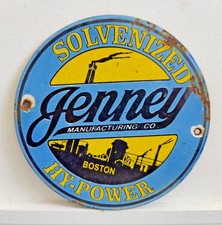 SOLVENIZED
Jenney
MANUFACTURING CO.
BOSTON
HY-POWER